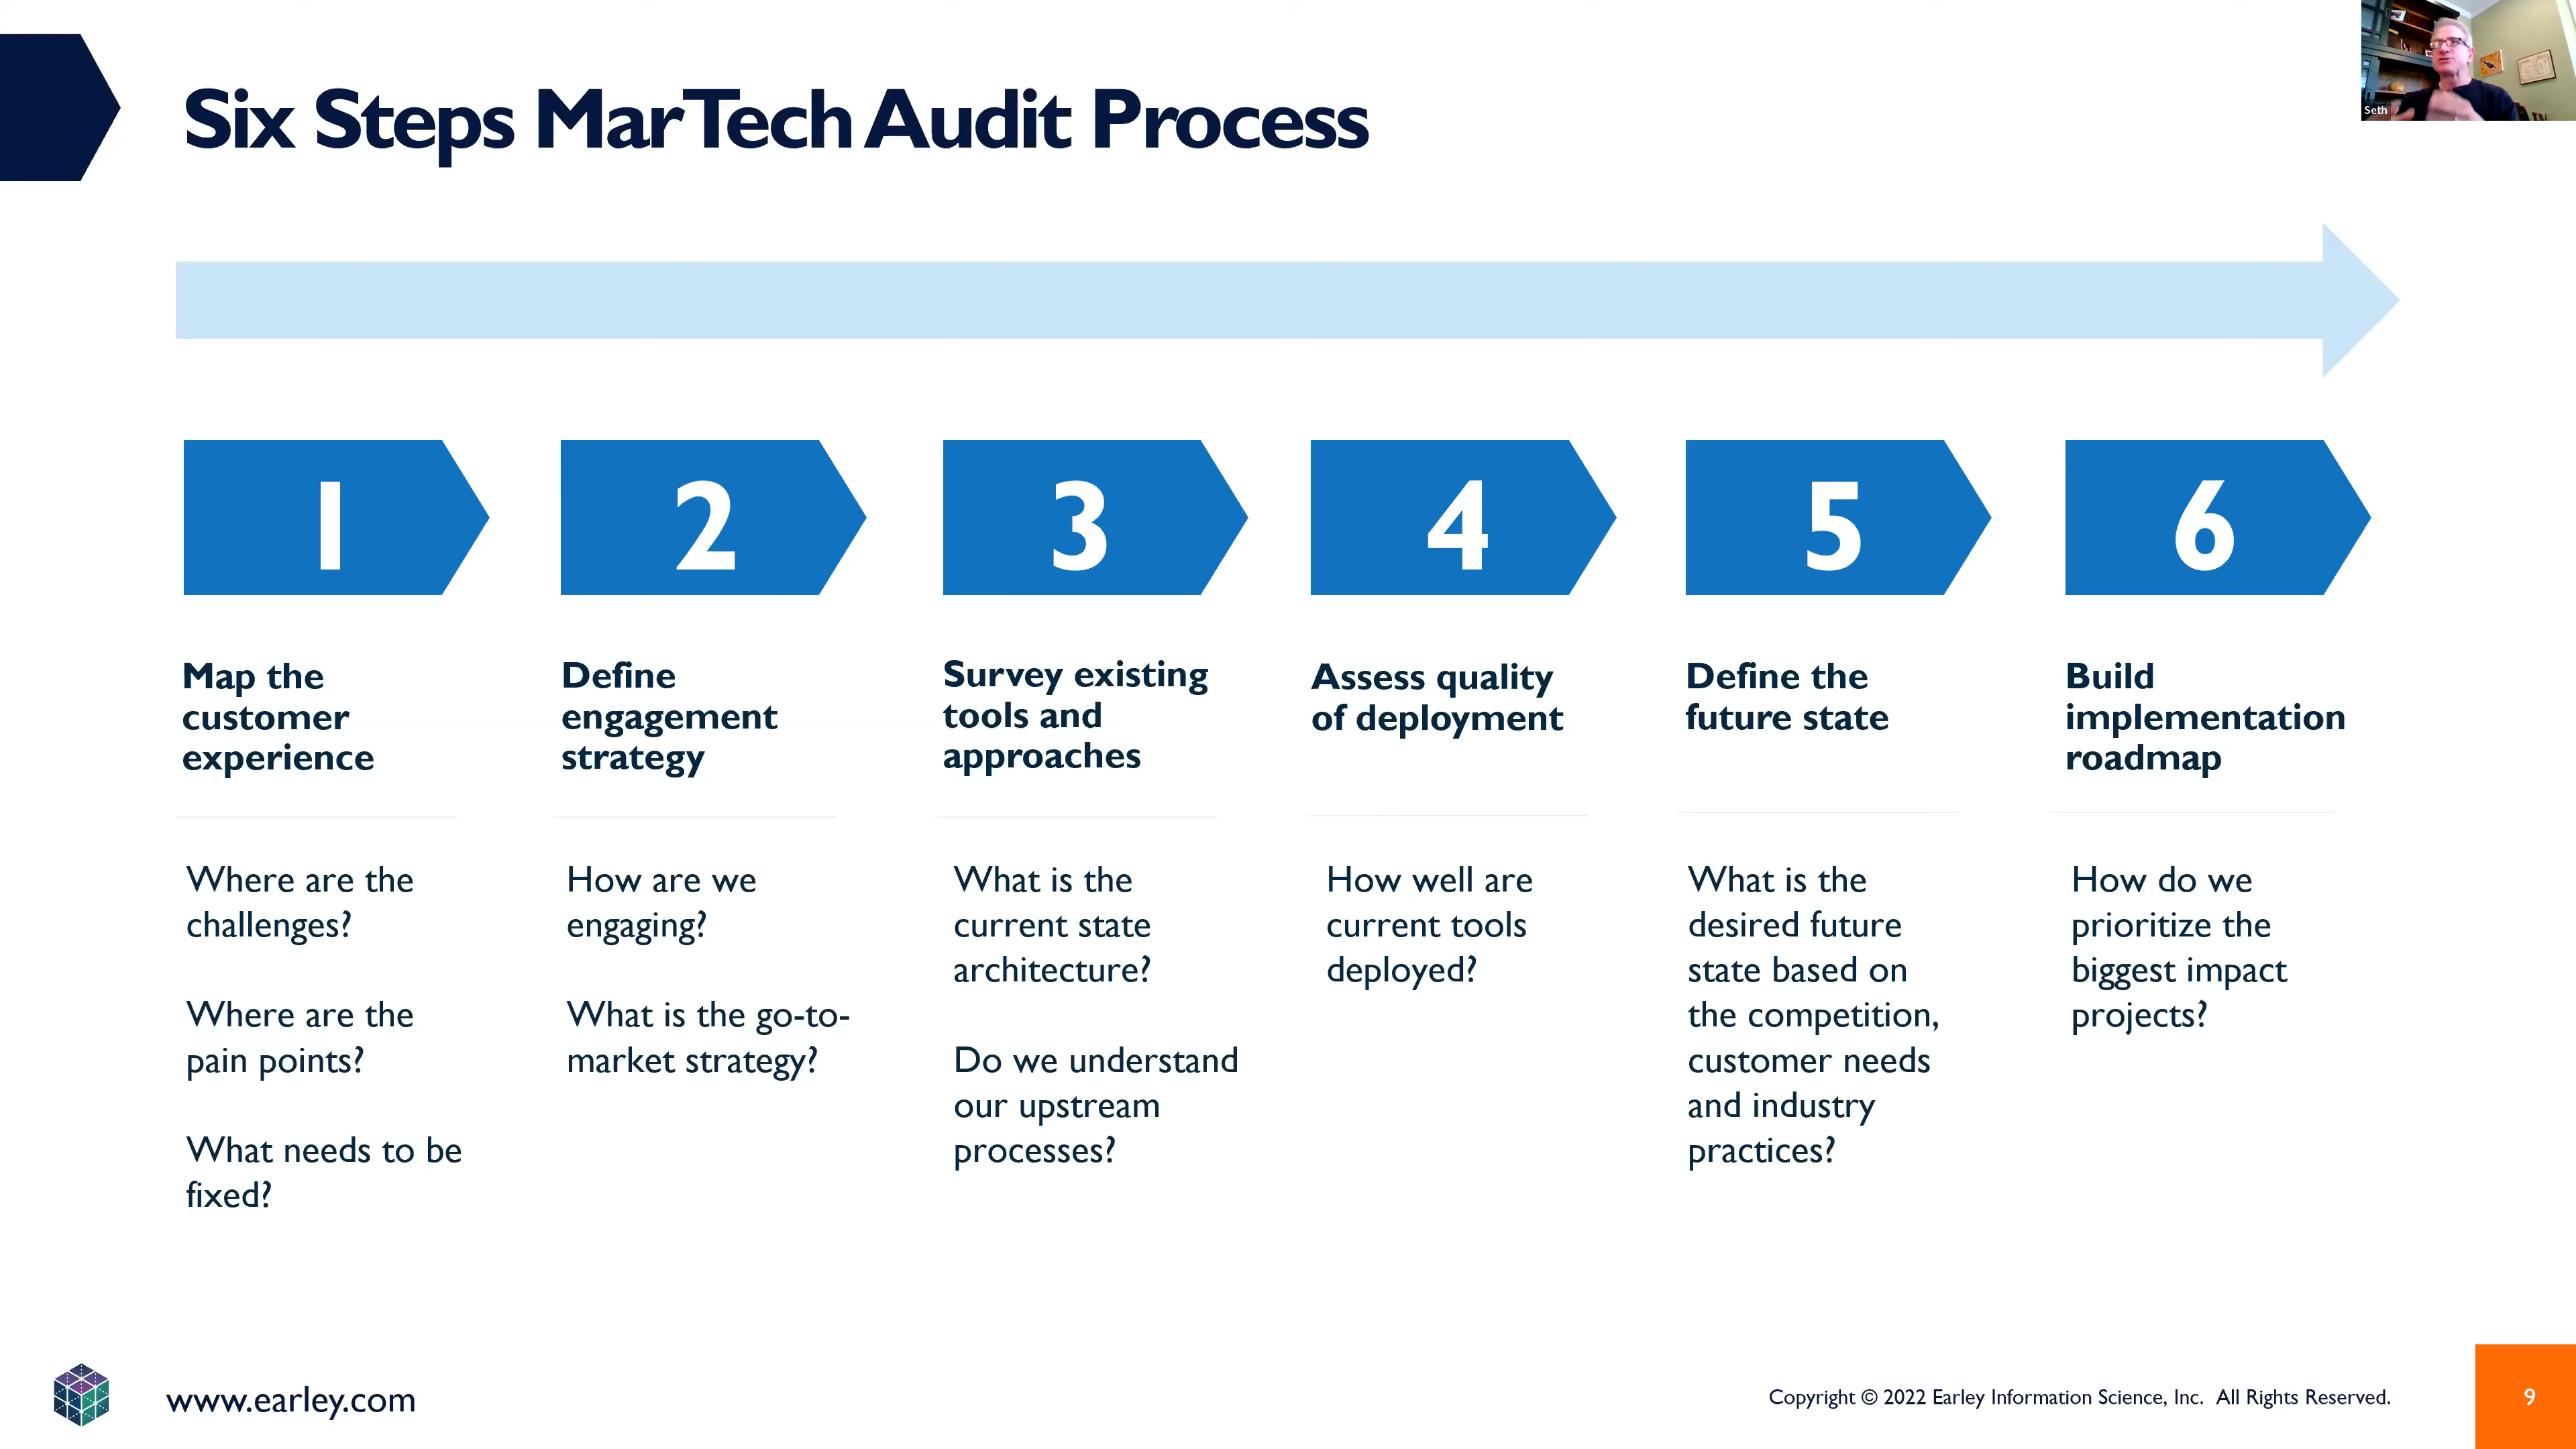 Six Steps MarTech Audit Process
Seth
1
2
3
4
5
6
Map the
customer
experience
Where are the
challenges?
Where are the
pain points?
What needs to be
fixed?
Define
engagement
strategy
How are we
engaging?
What is the go-to-
market strategy?
Survey existing
tools and
approaches
What is the
current state
architecture?
Do we understand
our upstream
processes?
Assess quality
of deployment
How well are
current tools
deployed?
Define the
future state
What is the
desired future
state based on
the competition,
customer needs
and industry
practices?
Build
implementation
roadmap
How do we
prioritize the
biggest impact
projects?
www.earley.com
Copyright © 2022 Earley Information Science, Inc. All Rights Reserved.
9